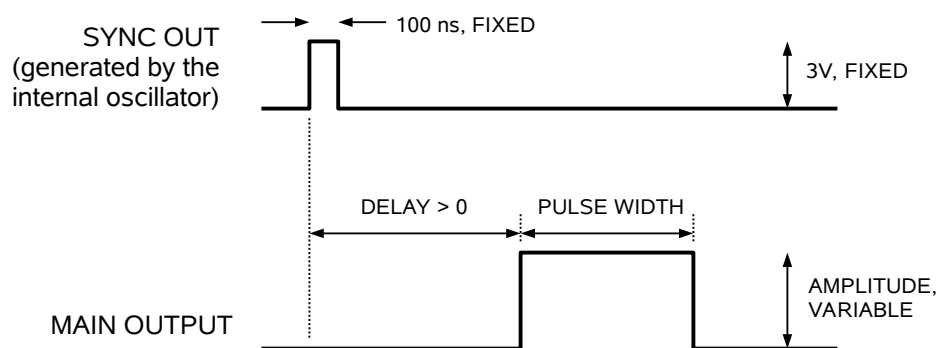 100 ns, FIXED
SYNC OUT
(generated by the
internal oscillator)
3V, FIXED
DELAY > 0
PULSE WIDTH
AMPLITUDE,
VARIABLE
MAIN OUTPUT